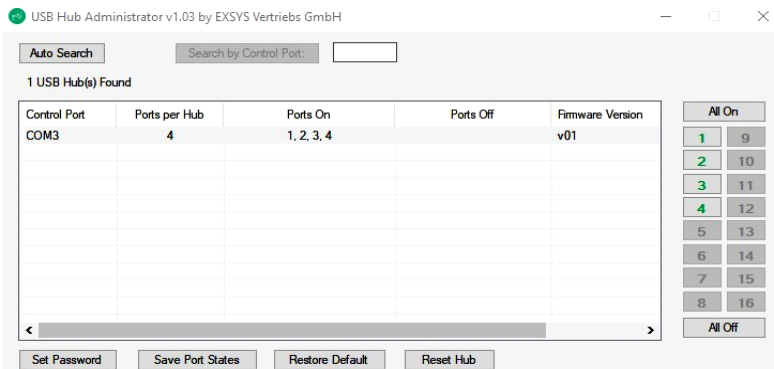 USB Hub Administrator v1.03 by EXSYS Vertriebs GmbH
Auto Search Search by Control Port:
1 USB Hub(s) Found
Control Port Ports per Hub Ports On Ports Off Firmware Version All On
COM3 4 1, 2, 3, 4 v01 1 9
2 10
3 11
4 12
5 13
6 14
7 15
8 16
All Off
Set Password Save Port States Restore Default Reset Hub